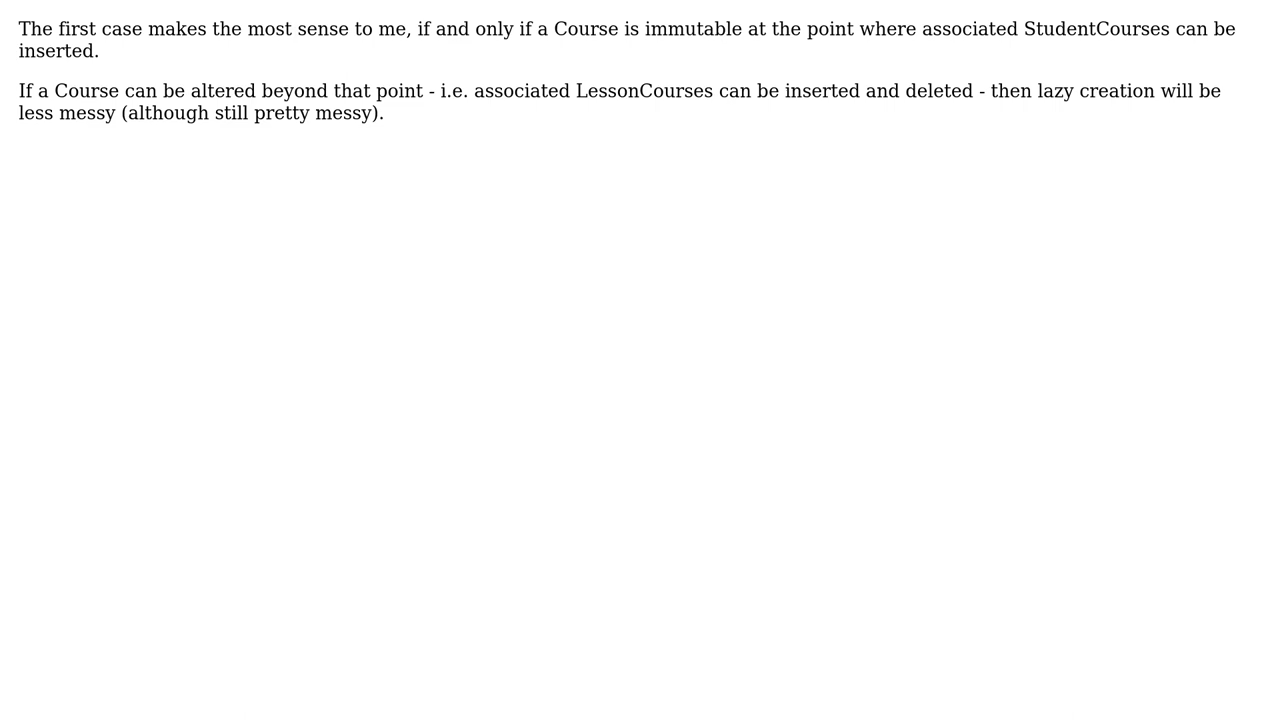 The first case makes the most sense to me, if and only if a Course is immutable at the point where associated StudentCourses can be
inserted.
If a Course can be altered beyond that point - i.e. associated LessonCourses can be inserted and deleted - then lazy creation will be
less messy (although still pretty messy).